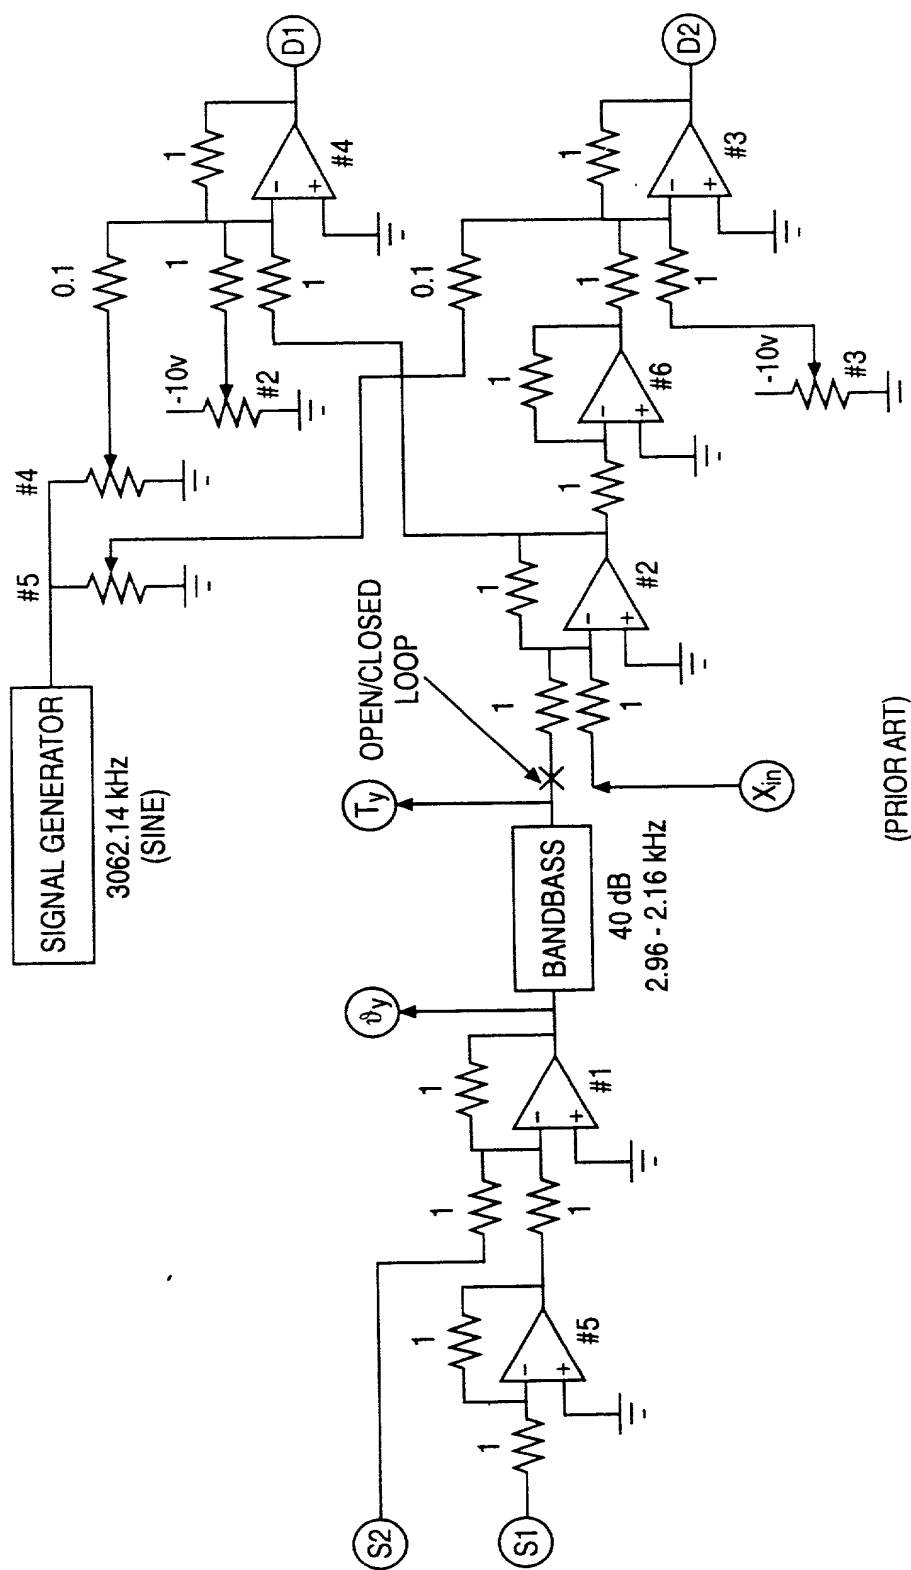 SIGNAL GENERATOR
3062.14 kHz
(SINE)
#5
#4
0.1
-10v
#2
1
1
1
-
+
#4
D1
0.1
S2
S1
1
1
-
+
#5
1
1
1
-
+
#1
ϑy
BANDBASS
40 dB
2.96 - 2.16 kHz
Ty
OPEN/CLOSED
LOOP
Xin
1
1
1
-
+
#2
1
1
-
+
#6
1
1
-10v
#3
1
-
+
#3
D2
(PRIOR ART)